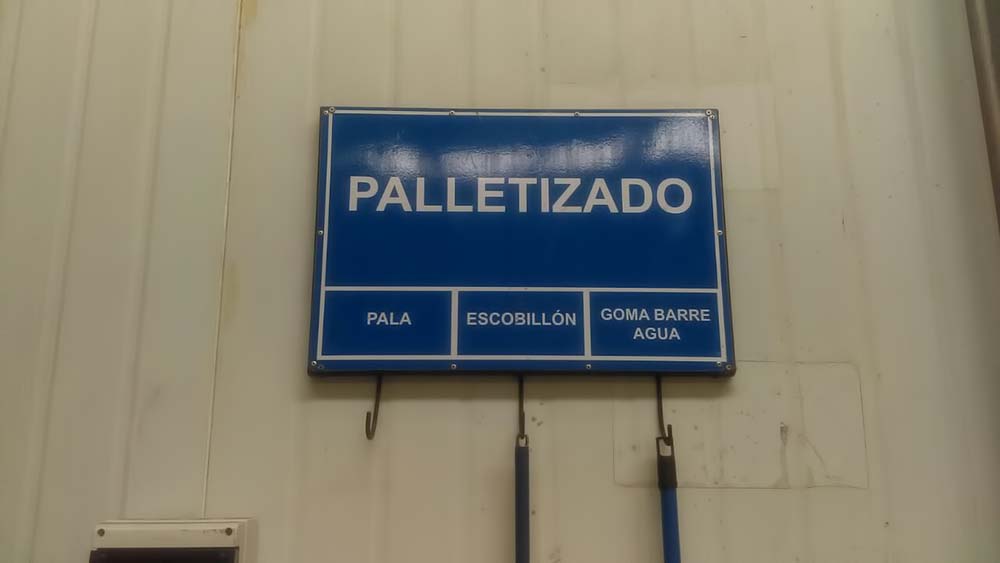 PALLETIZADO
PALA
ESCOBILLÓN
GOMA BARRE
AGUA